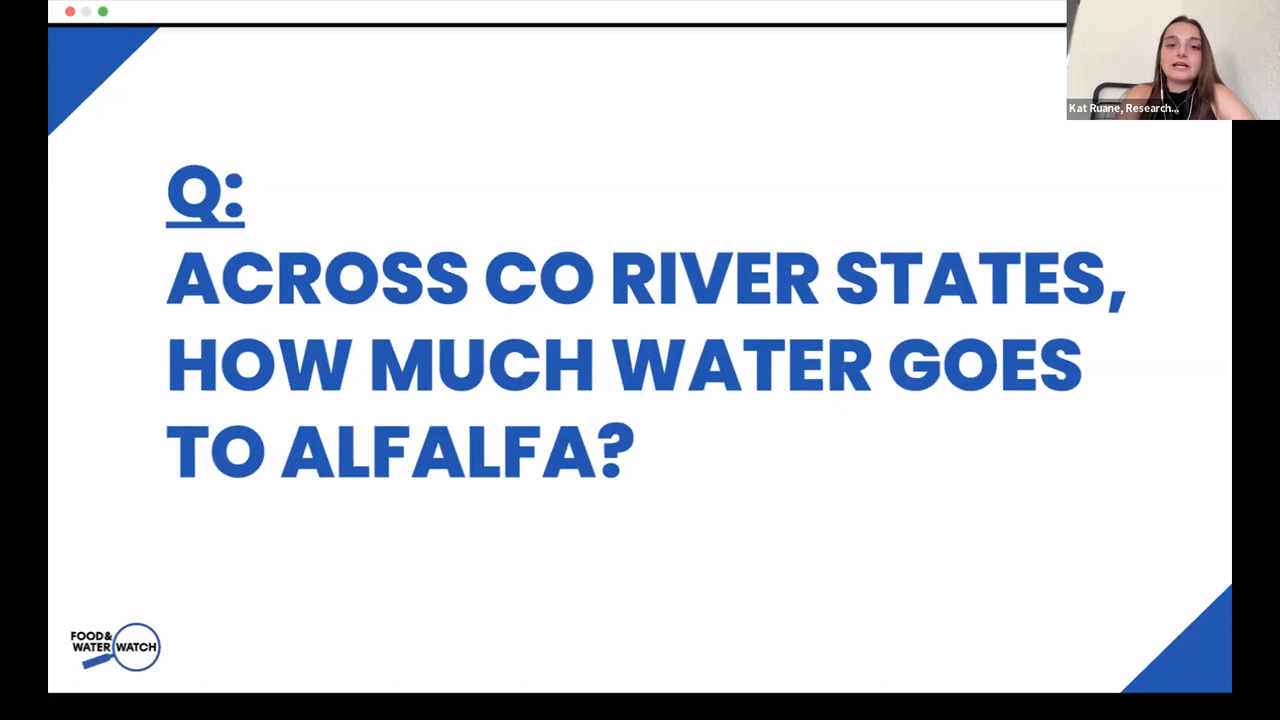 Kat Ruane, Research...
Q:
ACROSS CO RIVER STATES,
HOW MUCH WATER GOES
TO ALFALFA?
FOOD&
WATER WATCH